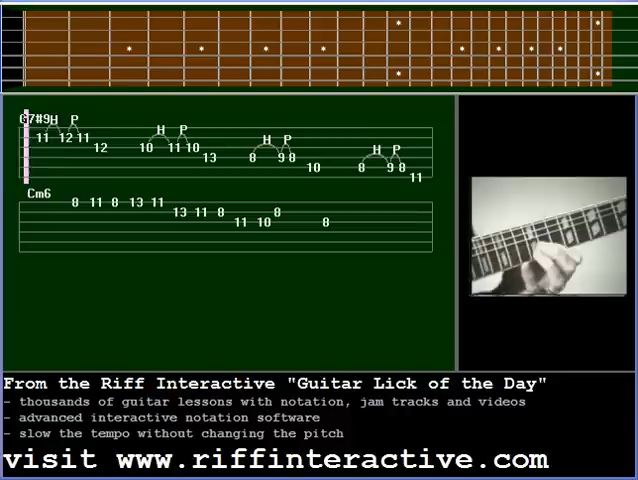 G7#9 H P H P H P H P
11 12 11 12 10 11 10 13 8 9 8 10 8 9 8 11
Cm6
8 11 8 13 11 13 11 8 11 10 8 8
From the Riff Interactive "Guitar Lick of the Day"
- thousands of guitar lessons with notation, jam tracks and videos
- advanced interactive notation software
- slow the tempo without changing the pitch
visit www.riffinteractive.com